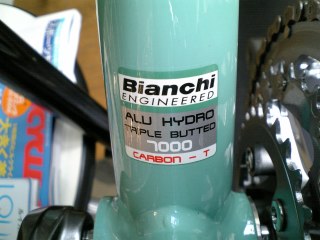 Bianchi
ENGINEERED
ALU HYDRO
TRIPLE BUTTED
7000
CARBON - T